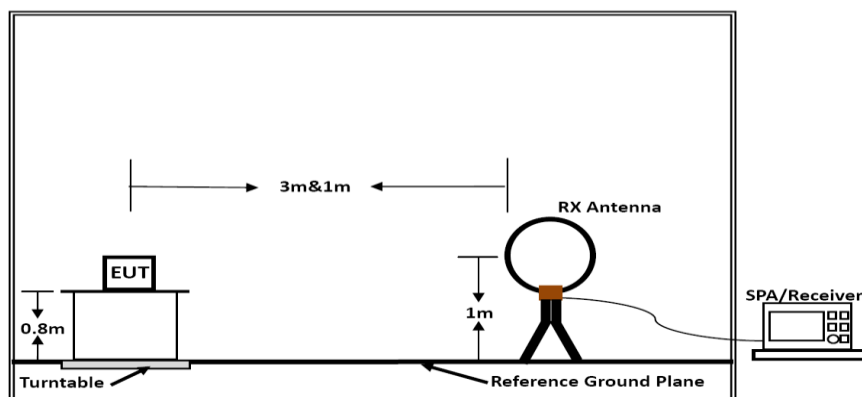 3m&1m
RX Antenna
EUT
SPA/Receiver
0.8m
1m
Turntable
Reference Ground Plane